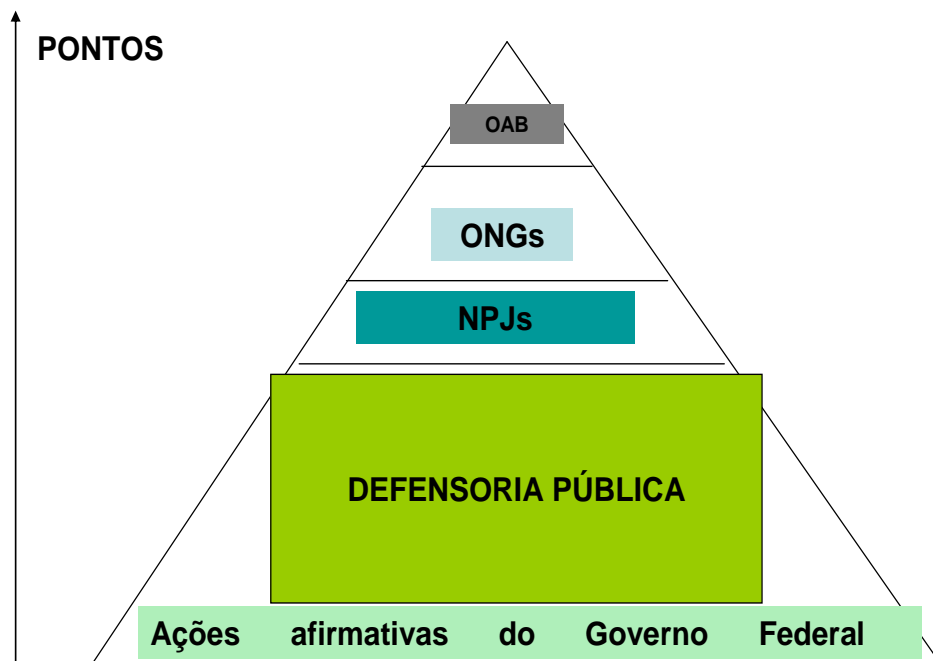 PONTOS
OAB
ONGs
NPJs
DEFENSORIA PÚBLICA
Ações afirmativas do Governo Federal